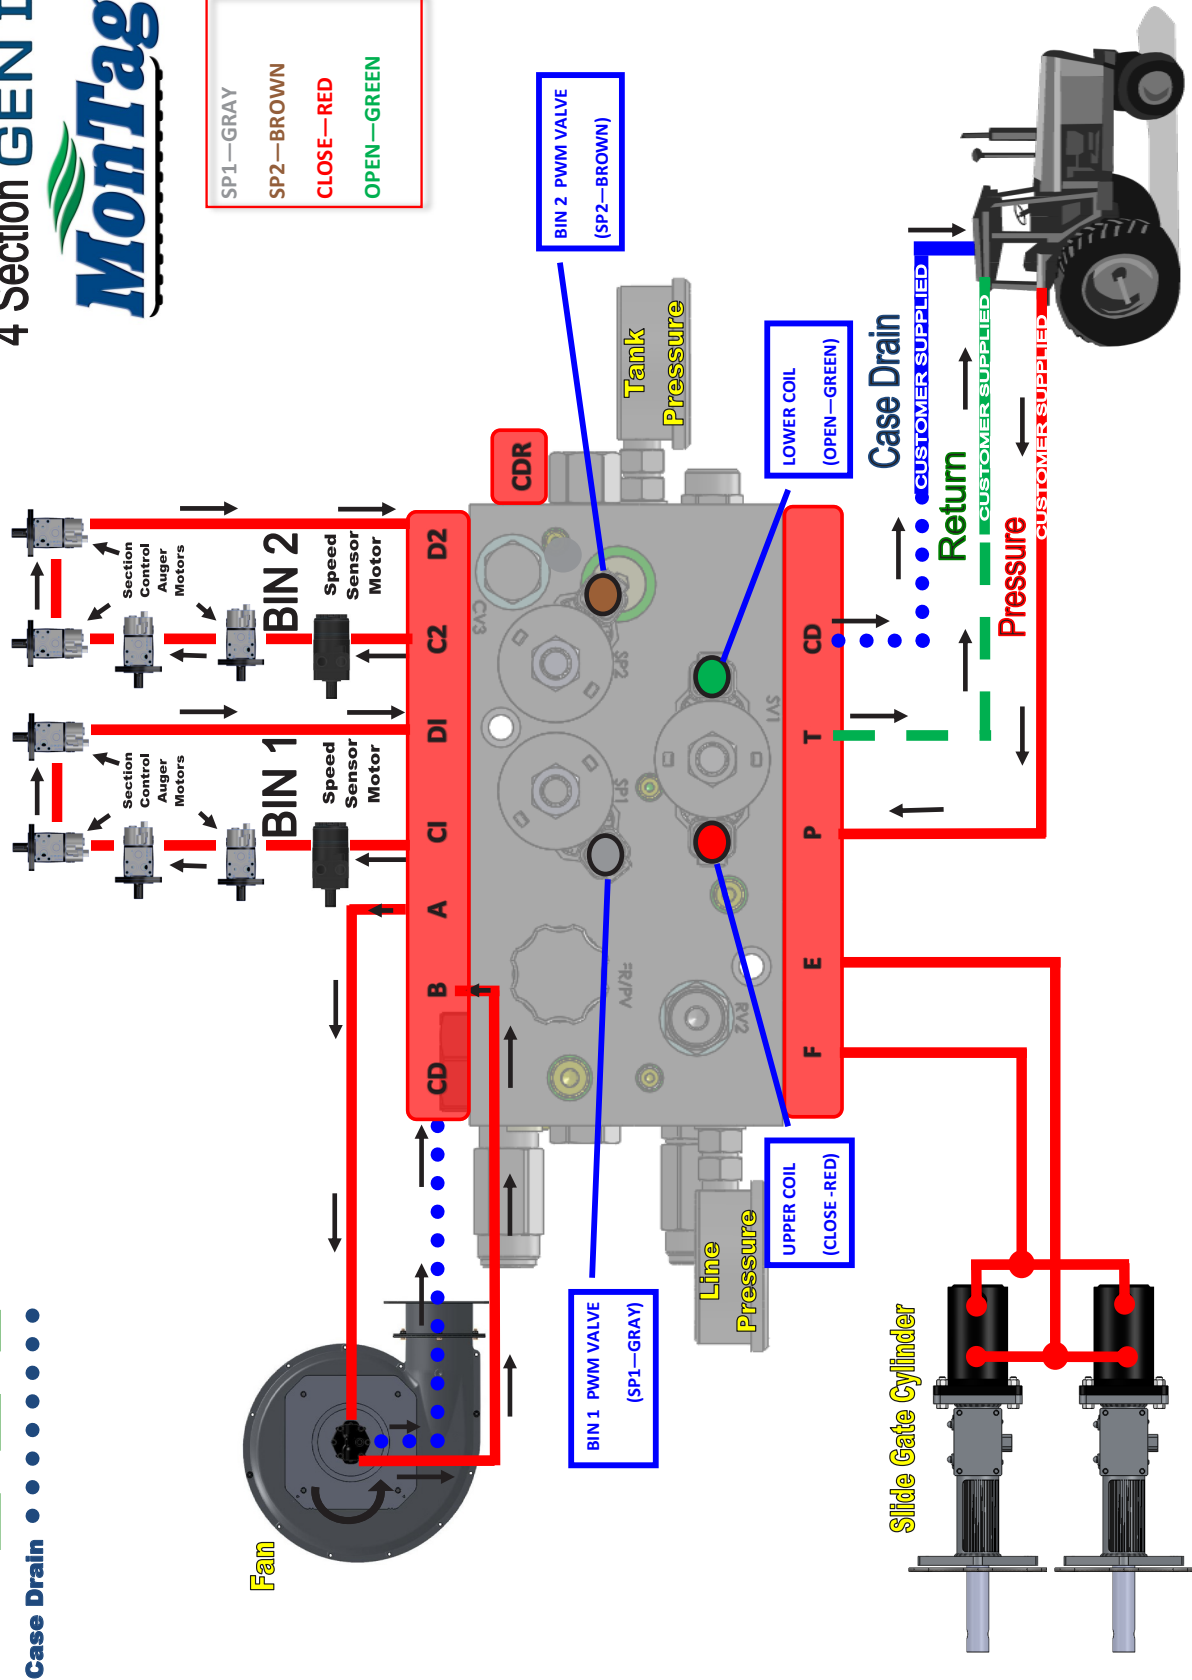 4 Section GEN I
MonTag
SP1—GRAY
SP2—BROWN
CLOSE—RED
OPEN—GREEN
Case Drain
Section
Control
Auger
Motors
BIN 2
Speed
Sensor
Motor
Section
Control
Auger
Motors
BIN 1
Speed
Sensor
Motor
Fan
CD
B
A
CI
DI
C2
D2
CDR
CV3
SP2
SP1
SV1
FR/PV
RV2
BIN 2 PWM VALVE
(SP2—BROWN)
Tank
Pressure
LOWER COIL
(OPEN—GREEN)
BIN 1 PWM VALVE
(SP1—GRAY)
Line
Pressure
UPPER COIL
(CLOSE -RED)
F
E
P
T
CD
Case Drain
CUSTOMER SUPPLIED
Return
CUSTOMER SUPPLIED
Pressure
CUSTOMER SUPPLIED
Slide Gate Cylinder